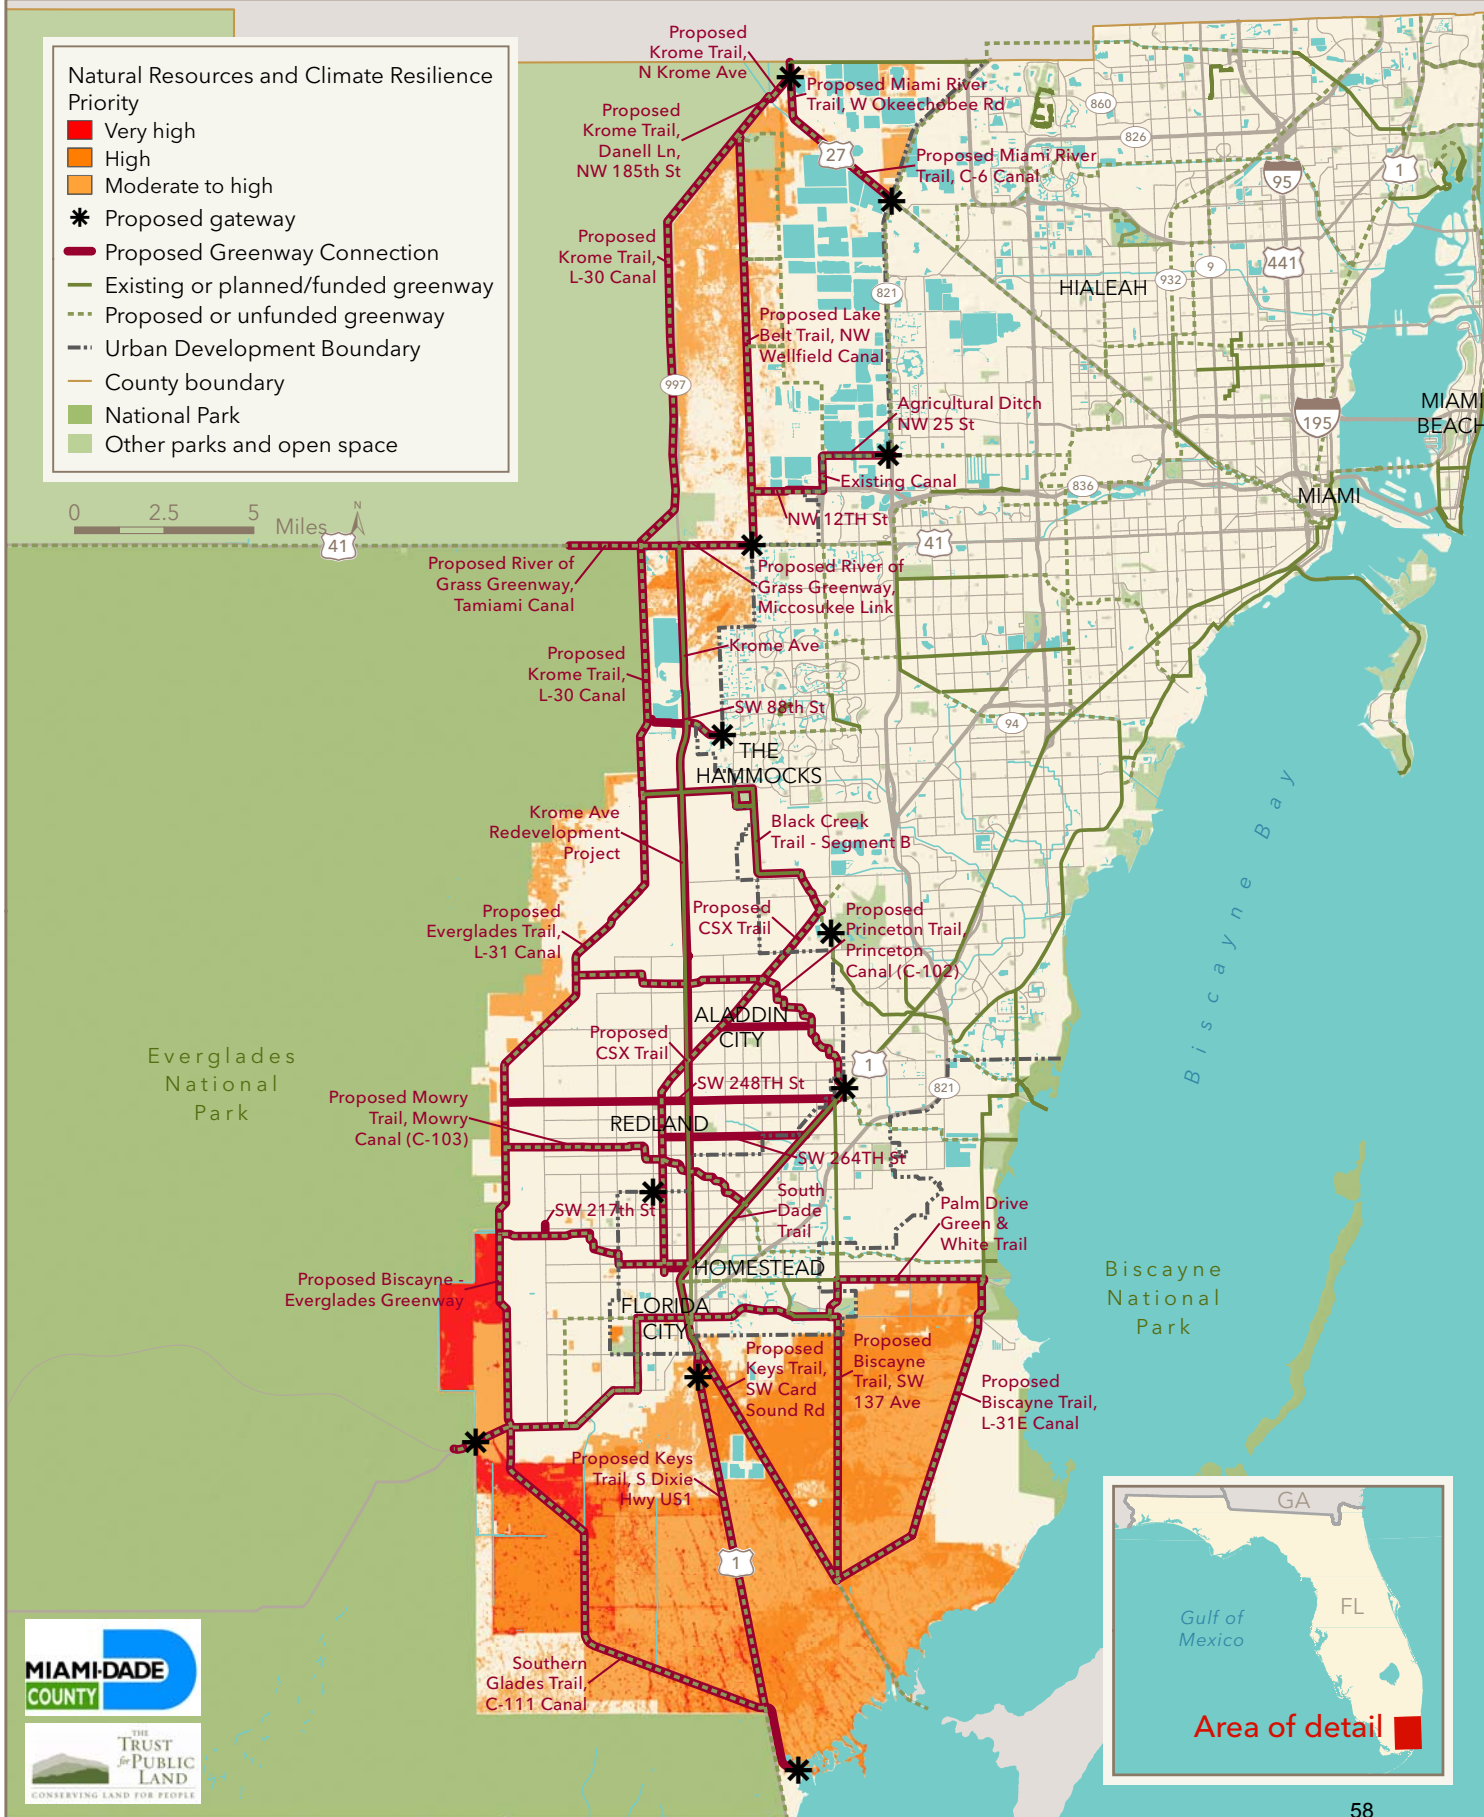 Natural Resources and Climate Resilience
Priority
Very high
High
Moderate to high
Proposed gateway
Proposed Greenway Connection
Existing or planned/funded greenway
Proposed or unfunded greenway
Urban Development Boundary
County boundary
National Park
Other parks and open space
0 2.5 5 Miles
N
41
Proposed
Krome Trail,
N Krome Ave
Proposed Miami River
Trail, W Okeechobee Rd
Proposed
Krome Trail,
Danell Ln,
NW 185th St
27
Proposed Miami River
Trail, C-6 Canal
860
826
95
1
Proposed
Krome Trail,
L-30 Canal
HIALEAH
932
9
441
821
Proposed Lake
Belt Trail, NW
Wellfield Canal
997
Agricultural Ditch
NW 25 St
195
MIAMI
BEACH
Existing Canal
836
MIAMI
NW 12TH St
41
Proposed River of
Grass Greenway,
Tamiami Canal
Proposed River of
Grass Greenway,
Miccosukee Link
Krome Ave
Proposed
Krome Trail,
L-30 Canal
SW 88th St
94
THE
HAMMOCKS
Biscayne Bay
Krome Ave
Redevelopment
Project
Black Creek
Trail - Segment B
Proposed
Everglades Trail,
L-31 Canal
Proposed
CSX Trail
Proposed
Princeton Trail,
Princeton
Canal (C-102)
ALADDIN
CITY
Proposed
CSX Trail
Everglades
National
Park
1
821
SW 248TH St
Proposed Mowry
Trail, Mowry
Canal (C-103)
REDLAND
SW 264TH St
SW 217th St
South
Dade
Trail
Palm Drive
Green &
White Trail
HOMESTEAD
Proposed Biscayne -
Everglades Greenway
Biscayne
National
Park
FLORIDA
CITY
Proposed
Keys Trail,
SW Card
Sound Rd
Proposed
Biscayne
Trail, SW
137 Ave
Proposed
Biscayne Trail,
L-31E Canal
Proposed Keys
Trail, S Dixie
Hwy US1
1
Southern
Glades Trail,
C-111 Canal
MIAMI-DADE
COUNTY
THE
TRUST
for PUBLIC
LAND
CONSERVING LAND FOR PEOPLE
GA
FL
Gulf of
Mexico
Area of detail
58